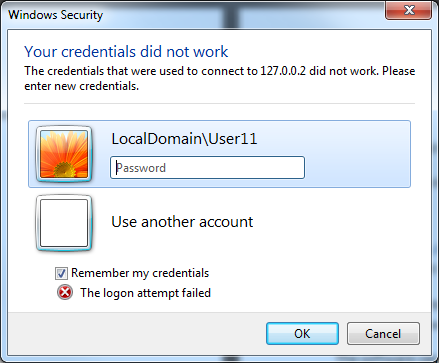 Windows Security
Your credentials did not work
The credentials that were used to connect to 127.0.0.2 did not work. Please
enter new credentials.
LocalDomain\User11
Password
Use another account
Remember my credentials
The logon attempt failed
OK
Cancel